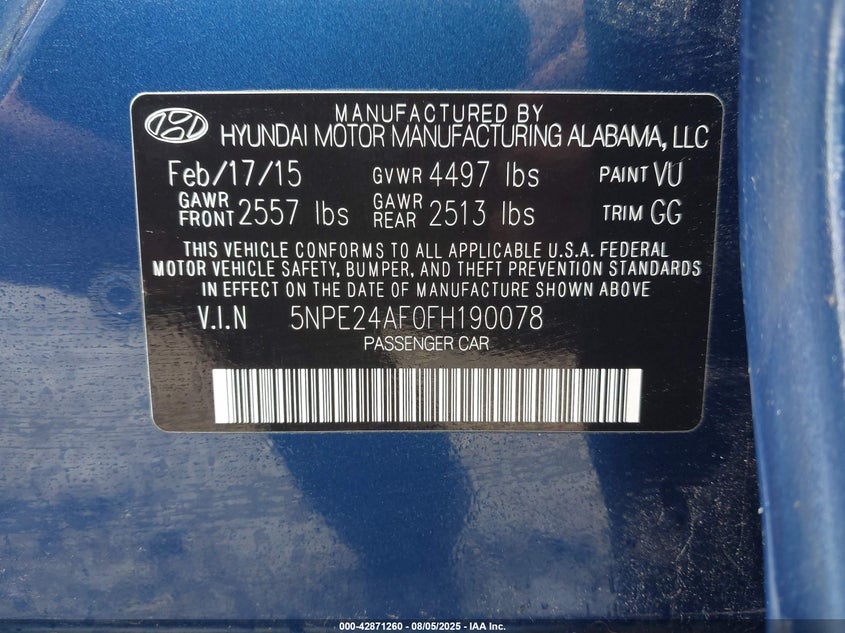 MANUFACTURED BY
HYUNDAI MOTOR MANUFACTURING ALABAMA, LLC
Feb/17/15 GVWR 4497 lbs PAINT VU
GAWR FRONT 2557 lbs GAWR REAR 2513 lbs TRIM GG
THIS VEHICLE CONFORMS TO ALL APPLICABLE U.S.A. FEDERAL
MOTOR VEHICLE SAFETY, BUMPER, AND THEFT PREVENTION STANDARDS
IN EFFECT ON THE DATE OF MANUFACTURE SHOWN ABOVE
V.I.N 5NPE24AF0FH190078
PASSENGER CAR
000-42871260 - 08/05/2025 - IAA Inc.